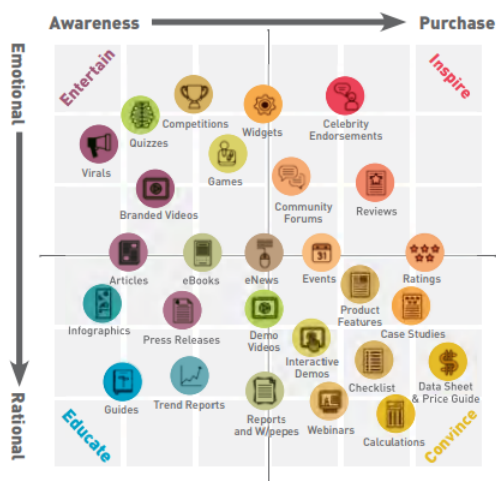 Awareness
Purchase
Emotional
Rational
Entertain
Inspire
Educate
Convince
Competitions
Quizzes
Widgets
Celebrity
Endorsements
Virals
Games
Branded Videos
Community
Forums
Reviews
Articles
eBooks
eNews
31
Events
Ratings
Infographics
Press Releases
Demo
Videos
Product
Features
Case Studies
Interactive
Demos
Guides
Trend Reports
Reports
and W/pepes
Webinars
Checklist
Calculations
$
Data Sheet
& Price Guide